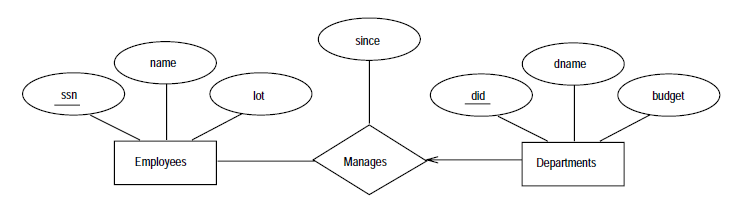 since
name
dname
ssn
lot
did
budget
Employees
Manages
Departments